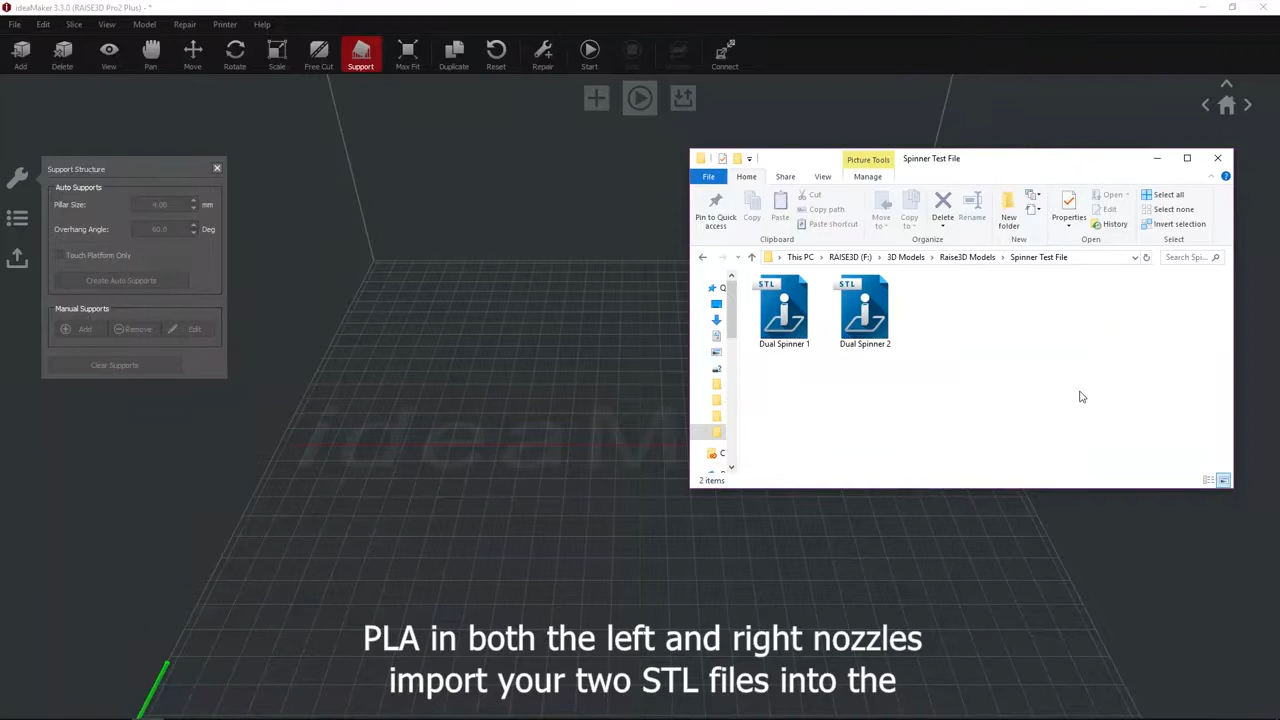 ideaMaker 3.3.0 (RAISE3D Pro2 Plus) - *
File Edit Slice View Model Repair Printer Help
Add Delete View Pan Move Rotate Scale Free Cut Support Max Fit Duplicate Reset Repair Start Connect
Support Structure
Auto Supports
Pillar Size: 4.00 mm
Overhang Angle: 60.0 Deg
Touch Platform Only
Create Auto Supports
Manual Supports
Add Remove Edit
Clear Supports
Picture Tools Spinner Test File
File Home Share View Manage
Pin to Quick access
Copy
Paste
Cut
Copy path
Paste shortcut
Clipboard
Move to
Copy to
Delete
Rename
Organize
New folder
New
Properties
Open
Edit
History
Open
Select all
Select none
Invert selection
Select
This PC RAISE3D (F:) 3D Models Raise3D Models Spinner Test File Search Spi...
STL STL
Dual Spinner 1 Dual Spinner 2
2 items
ideaM
PLA in both the left and right nozzles
import your two STL files into the